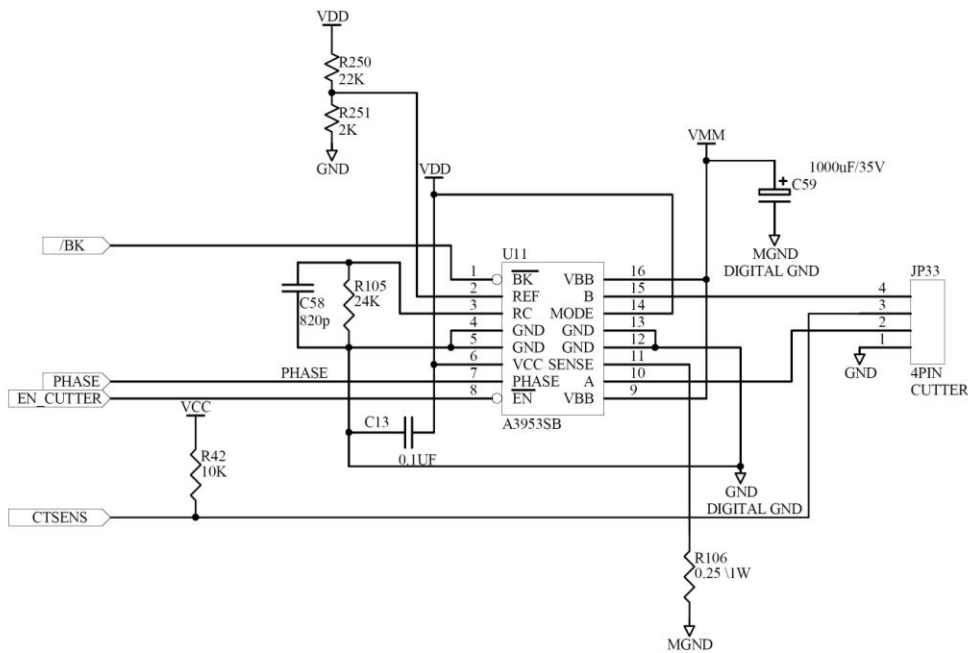 VDD
R250
22K
R251
2K
GND
VDD
VMM
1000uF/35V
+
C59
MGND
DIGITAL GND
/BK
U11
JP33
R105
24K
C58
820p
1
BK
VBB
16
2
REF
B
15
3
RC
MODE
14
4
GND
GND
13
5
GND
GND
12
6
VCC
SENSE
11
7
PHASE
A
10
8
EN
VBB
9
A3953SB
4
3
2
1
GND
4PIN
CUTTER
PHASE
PHASE
EN_CUTTER
VCC
R42
10K
C13
0.1UF
GND
DIGITAL GND
CTSENS
R106
0.25 \1W
MGND